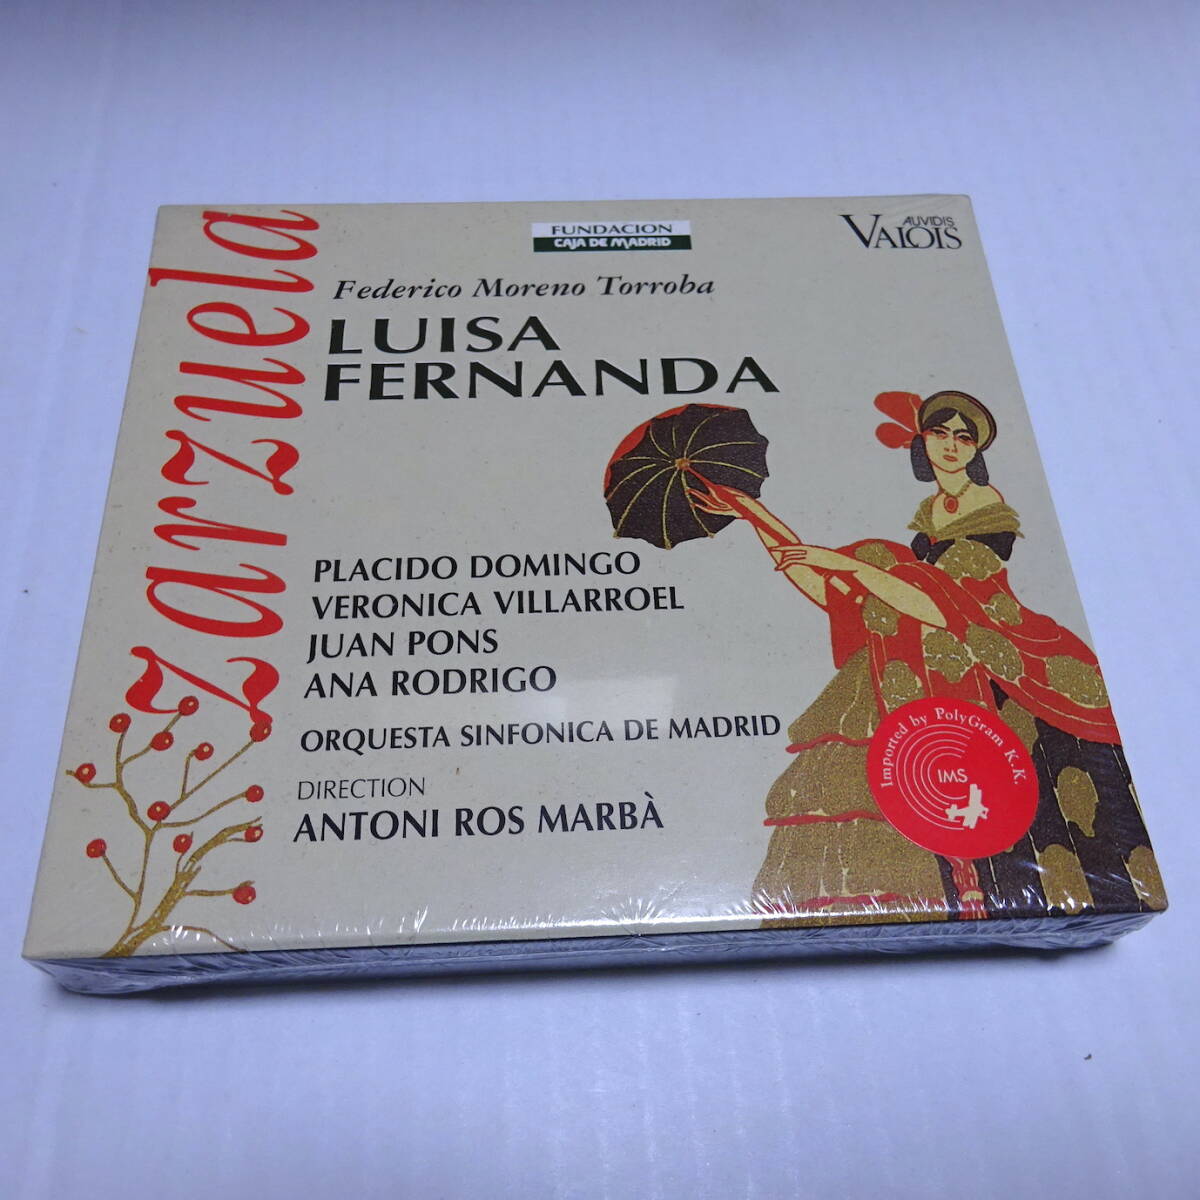 zarzuela
FUNDACION
CAJA DE MADRID
AUVIDIS
VALOIS
Federico Moreno Torroba
LUISA
FERNANDA
PLACIDO DOMINGO
VERONICA VILLARROEL
JUAN PONS
ANA RODRIGO
ORQUESTA SINFONICA DE MADRID
DIRECTION
ANTONI ROS MARBÀ
Imported by PolyGram K.K.
IMS